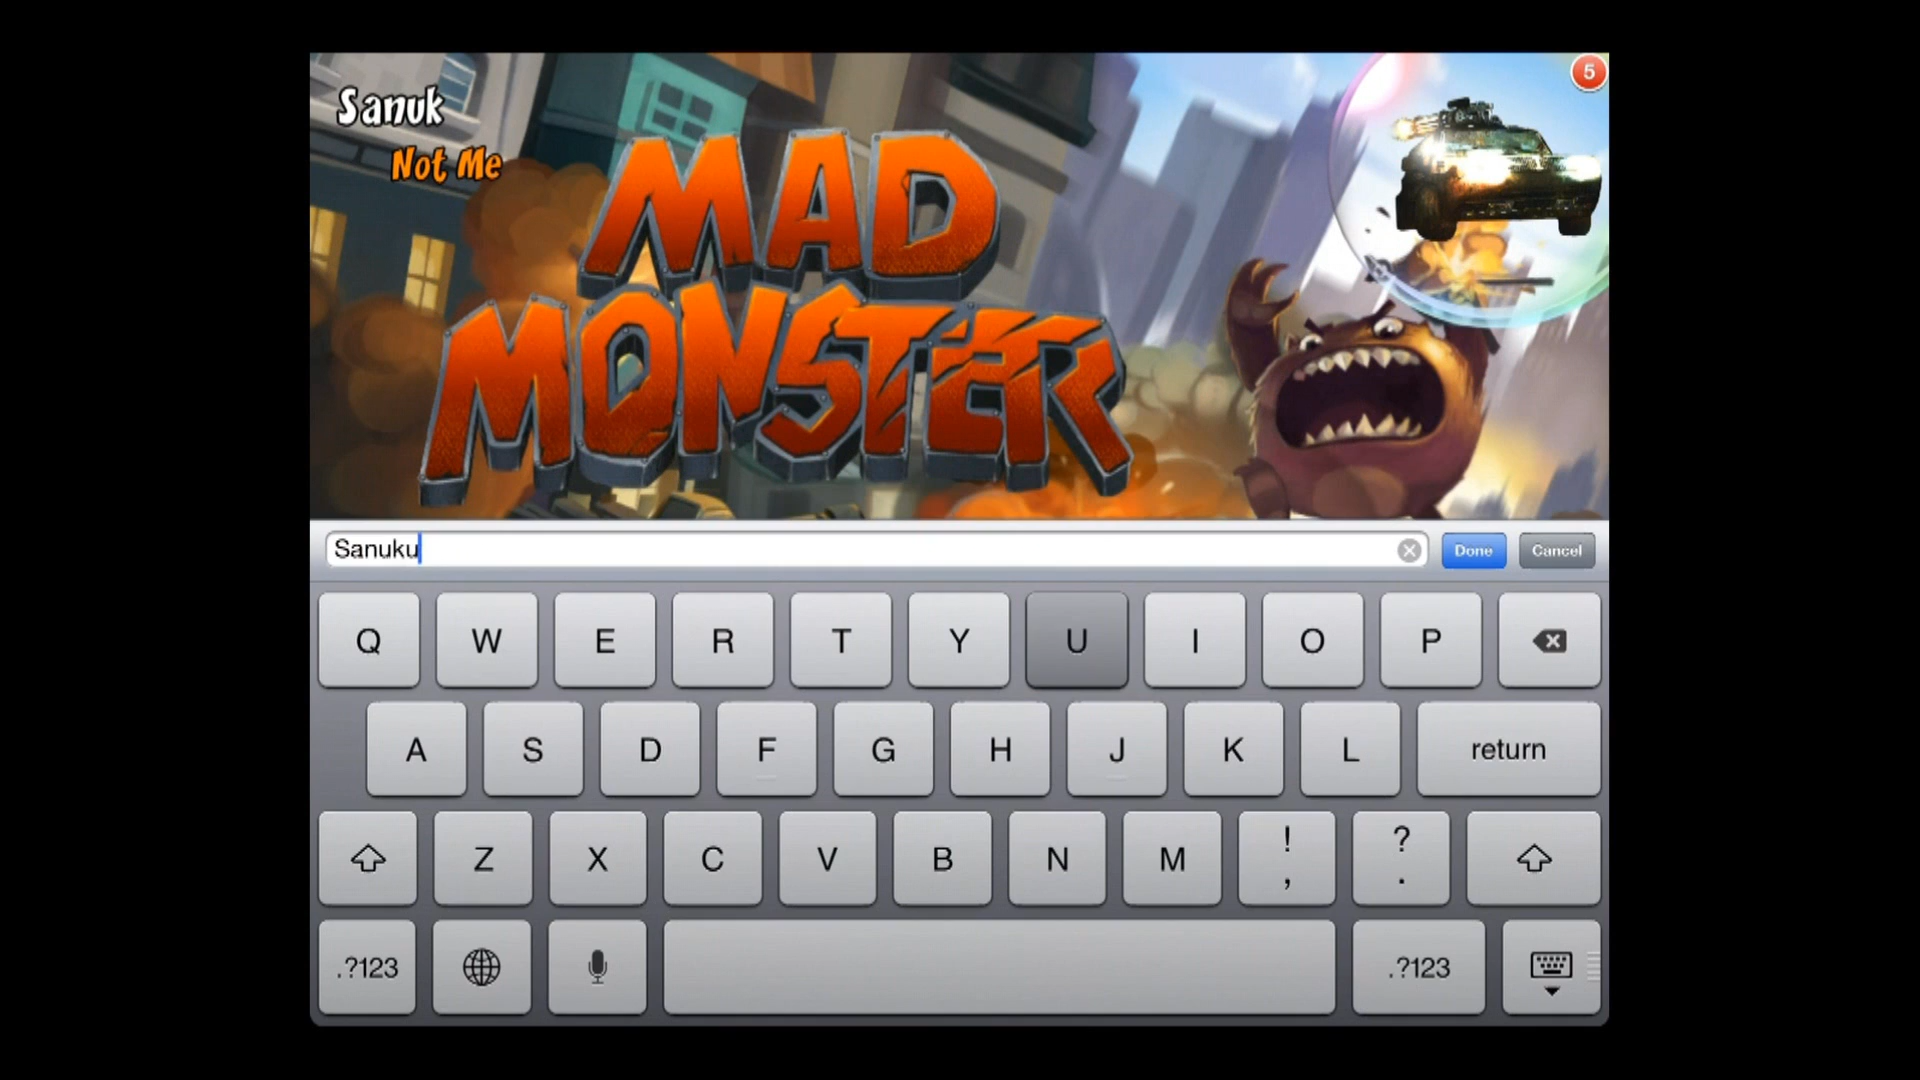 5
Sanuk
Not Me
MAD
MONSTER
Sanuku
Done
Cancel
Q W E R T Y U I O P
A S D F G H J K L return
Z X C V B N M ! , ? .
.?123 .?123